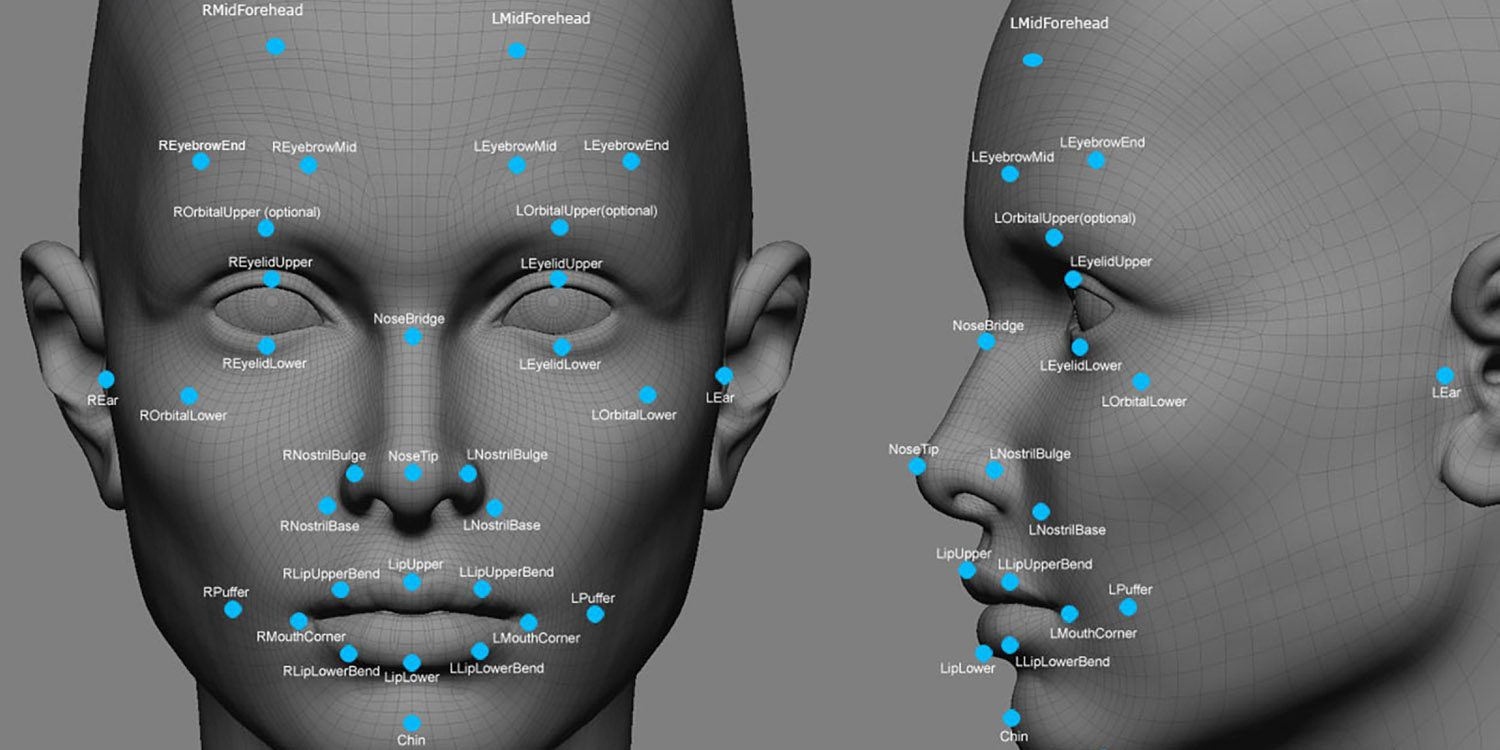 RMidForehead
LMidForehead
REyebrowEnd
REyebrowMid
LEyebrowMid
LEyebrowEnd
ROrbitalUpper (optional)
LOrbitalUpper(optional)
REyelidUpper
LEyelidUpper
NoseBridge
REyelidLower
LEyelidLower
REar
ROrbitalLower
LOrbitalLower
LEar
RNostrilBulge
NoseTip
LNostrilBulge
RNostrilBase
LNostrilBase
LipUpper
RLipUpperBend
LLipUpperBend
RPuffer
LPuffer
RMouthCorner
LMouthCorner
RLipLowerBend
LipLower
LLipLowerBend
Chin
LMidForehead
LEyebrowMid
LEyebrowEnd
LOrbitalUpper(optional)
LEyelidUpper
NoseBridge
LEyelidLower
LOrbitalLower
LEar
NoseTip
LNostrilBulge
LNostrilBase
LipUpper
LLipUpperBend
LPuffer
LMouthCorner
LipLower
LLipLowerBend
Chin